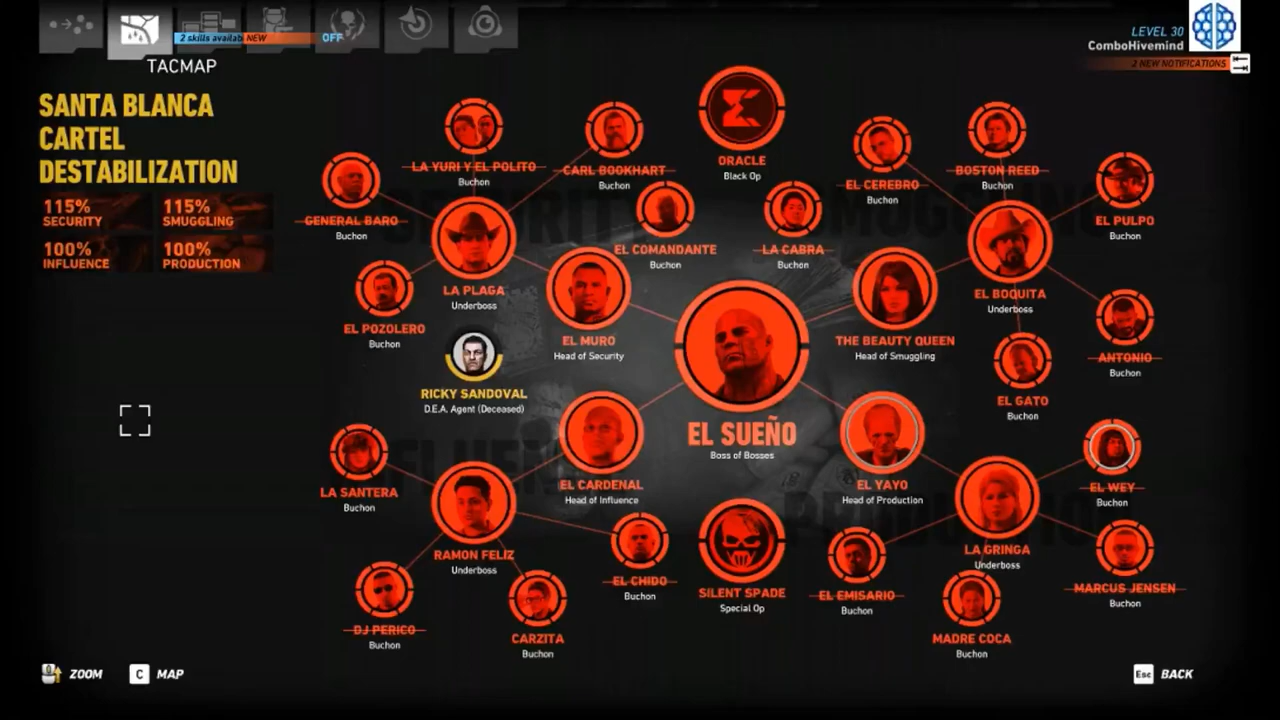 2 skills availab NEW
OFF
LEVEL 30
ComboHivemind
2 NEW NOTIFICATIONS
TACMAP
SANTA BLANCA
CARTEL
DESTABILIZATION
115%
SECURITY
115%
SMUGGLING
100%
INFLUENCE
100%
PRODUCTION
ORACLE
Black Op
LA YURI Y EL POLITO
Buchon
CARL BOOKHART
Buchon
EL CEREBRO
Buchon
BOSTON REED
Buchon
GENERAL BARO
Buchon
EL COMANDANTE
Buchon
LA CABRA
Buchon
EL PULPO
Buchon
LA PLAGA
Underboss
EL BOQUITA
Underboss
EL POZOLERO
Buchon
EL MURO
Head of Security
THE BEAUTY QUEEN
Head of Smuggling
ANTONIO
Buchon
RICKY SANDOVAL
D.E.A. Agent (Deceased)
EL GATO
Buchon
EL SUEÑO
Boss of Bosses
LA SANTERA
Buchon
EL CARDENAL
Head of Influence
EL YAYO
Head of Production
EL WEY
Buchon
RAMON FELIZ
Underboss
LA GRINGA
Underboss
EL CHIDO
Buchon
SILENT SPADE
Special Op
EL EMISARIO
Buchon
MARCUS JENSEN
Buchon
DJ PERICO
Buchon
CARZITA
Buchon
MADRE COCA
Buchon
ZOOM
C MAP
Esc BACK